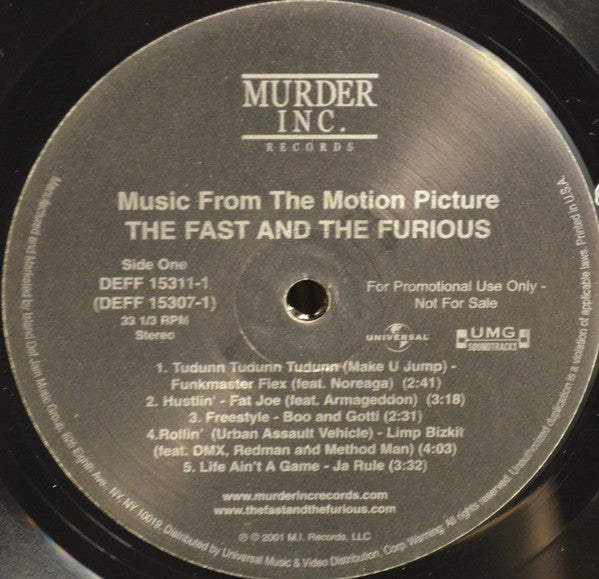 MURDER
INC.
RECORDS
Music From The Motion Picture
THE FAST AND THE FURIOUS
Side One
DEFF 15311-1
(DEFF 15307-1)
33 1/3 RPM
Stereo
For Promotional Use Only -
Not For Sale
UNIVERSAL
UMG
SOUNDTRACKS
1. Tudunn Tudunn Tudunn (Make U Jump) -
Funkmaster Flex (feat. Noreaga) (2:41)
2. Hustlin' - Fat Joe (feat. Armageddon) (3:18)
3. Freestyle - Boo and Gotti (2:31)
4.Rollin' (Urban Assault Vehicle) - Limp Bizkit
(feat. DMX, Redman and Method Man) (4:03)
5. Life Ain't A Game - Ja Rule (3:32)
www.murderincrecords.com
www.thefastandthefurious.com
℗ © 2001 M.I. Records, LLC
Manufactured and Marketed by Island Def Jam Music Group, 825 Eighth Ave., NY, NY 10019. Distributed by Universal Music & Video Distribution, Corp. Warning: All rights reserved. Unauthorized duplication is a violation of applicable laws. Printed in U.S.A.